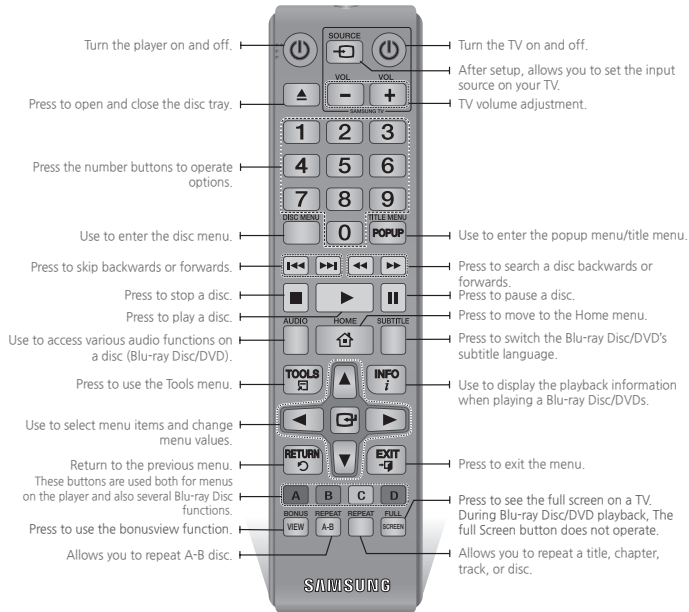 Turn the player on and off.
Press to open and close the disc tray.
Press the number buttons to operate
options.
Use to enter the disc menu.
Press to skip backwards or forwards.
Press to stop a disc.
Press to play a disc.
Use to access various audio functions on
a disc (Blu-ray Disc/DVD).
Press to use the Tools menu.
Use to select menu items and change
menu values.
Return to the previous menu.
These buttons are used both for menus
on the player and also several Blu-ray Disc
functions.
Press to use the bonusview function.
Allows you to repeat A-B disc.
SOURCE
VOL VOL
− +
SAMSUNG TV
1 2 3
4 5 6
7 8 9
DISC MENU TITLE MENU
0 POPUP
AUDIO HOME SUBTITLE
TOOLS INFO
i
RETURN EXIT
A B C D
BONUS REPEAT REPEAT FULL
VIEW A-B SCREEN
SAMSUNG
Turn the TV on and off.
After setup, allows you to set the input
source on your TV.
TV volume adjustment.
Use to enter the popup menu/title menu.
Press to search a disc backwards or
forwards.
Press to pause a disc.
Press to move to the Home menu.
Press to switch the Blu-ray Disc/DVD's
subtitle language.
Use to display the playback information
when playing a Blu-ray Disc/DVDs.
Press to exit the menu.
Press to see the full screen on a TV.
During Blu-ray Disc/DVD playback, The
full Screen button does not operate.
Allows you to repeat a title, chapter,
track, or disc.